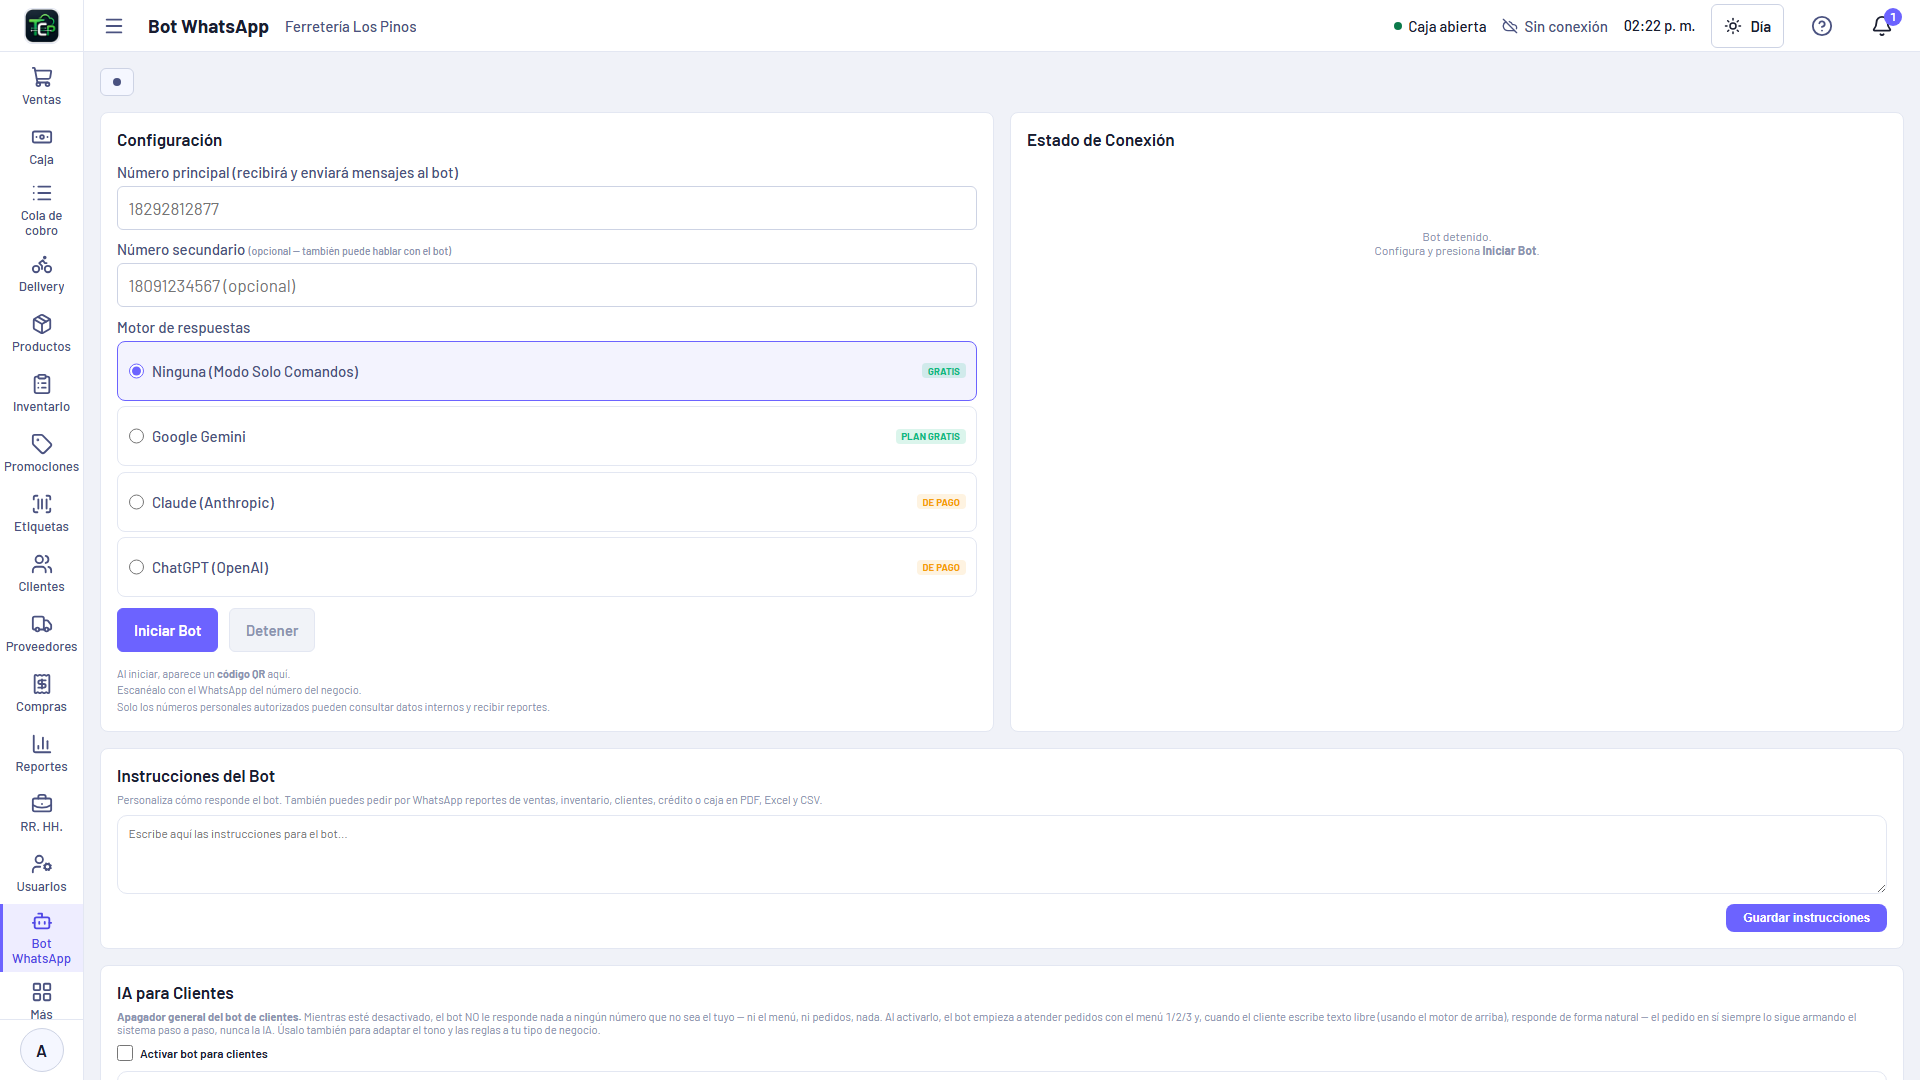 TCP
Bot WhatsApp
Ferretería Los Pinos
Caja abierta
Sin conexión
02:22 p. m.
Día
1
Ventas
Caja
Cola de
cobro
Delivery
Productos
Inventario
Promociones
Etiquetas
Clientes
Proveedores
Compras
Reportes
RR. HH.
Usuarios
Bot
WhatsApp
Más
A
Configuración
Número principal (recibirá y enviará mensajes al bot)
18292812877
Número secundario (opcional — también puede hablar con el bot)
18091234567 (opcional)
Motor de respuestas
Ninguna (Modo Solo Comandos)
GRATIS
Google Gemini
PLAN GRATIS
Claude (Anthropic)
DE PAGO
ChatGPT (OpenAI)
DE PAGO
Iniciar Bot
Detener
Al iniciar, aparece un código QR aquí.
Escanéalo con el WhatsApp del número del negocio.
Solo los números personales autorizados pueden consultar datos internos y recibir reportes.
Estado de Conexión
Bot detenido.
Configura y presiona Iniciar Bot.
Instrucciones del Bot
Personaliza cómo responde el bot. También puedes pedir por WhatsApp reportes de ventas, inventario, clientes, crédito o caja en PDF, Excel y CSV.
Escribe aquí las instrucciones para el bot...
Guardar instrucciones
IA para Clientes
Apagador general del bot de clientes. Mientras esté desactivado, el bot NO le responde nada a ningún número que no sea el tuyo — ni el menú, ni pedidos, nada. Al activarlo, el bot empieza a atender pedidos con el menú 1/2/3 y, cuando el cliente escribe texto libre (usando el motor de arriba), responde de forma natural — el pedido en sí siempre lo sigue armando el
sistema paso a paso, nunca la IA. Úsalo también para adaptar el tono y las reglas a tu tipo de negocio.
Activar bot para clientes